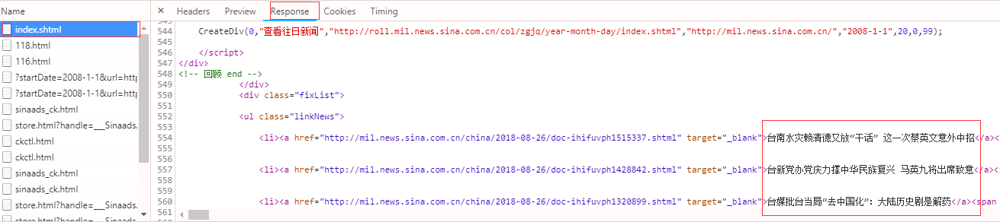 Name
× Headers Preview Response Cookies Timing
index.shtml
118.html
116.html
?startDate=2008-1-1&url=http
?startDate=2008-1-1&url=http
sinaads_ck.html
store.html?handle=___Sinaads.
ckctl.html
ckctl.html
sinaads_ck.html
sinaads_ck.html
store.html?handle=___Sinaads.
544 CreateDiv(0,"查看往日新闻","http://roll.mil.news.sina.com.cn/col/zgjq/year-month-day/index.shtml","http://mil.news.sina.com.cn/","2008-1-1",20,0,99);
545
546 </script>
547 </div>
548 <!-- 回顾 end -->
549 </div>
550 <div class="fixList">
551
552 <ul class="linkNews">
553
554 <li><a href="http://mil.news.sina.com.cn/china/2018-08-26/doc-ihifuvph1515337.shtml" target="_blank">台南水灾赖清德又放“干话” 这一次蔡英文意外中招</a><s
555
556
557 <li><a href="http://mil.news.sina.com.cn/china/2018-08-26/doc-ihifuvph1428842.shtml" target="_blank">台新党办党庆力撑中华民族复兴 马英九将出席致意</a><s
558
559
560 <li><a href="http://mil.news.sina.com.cn/china/2018-08-26/doc-ihifuvph1320899.shtml" target="_blank">台媒批台当局“去中国化”：大陆历史剧是解药</a><span
561